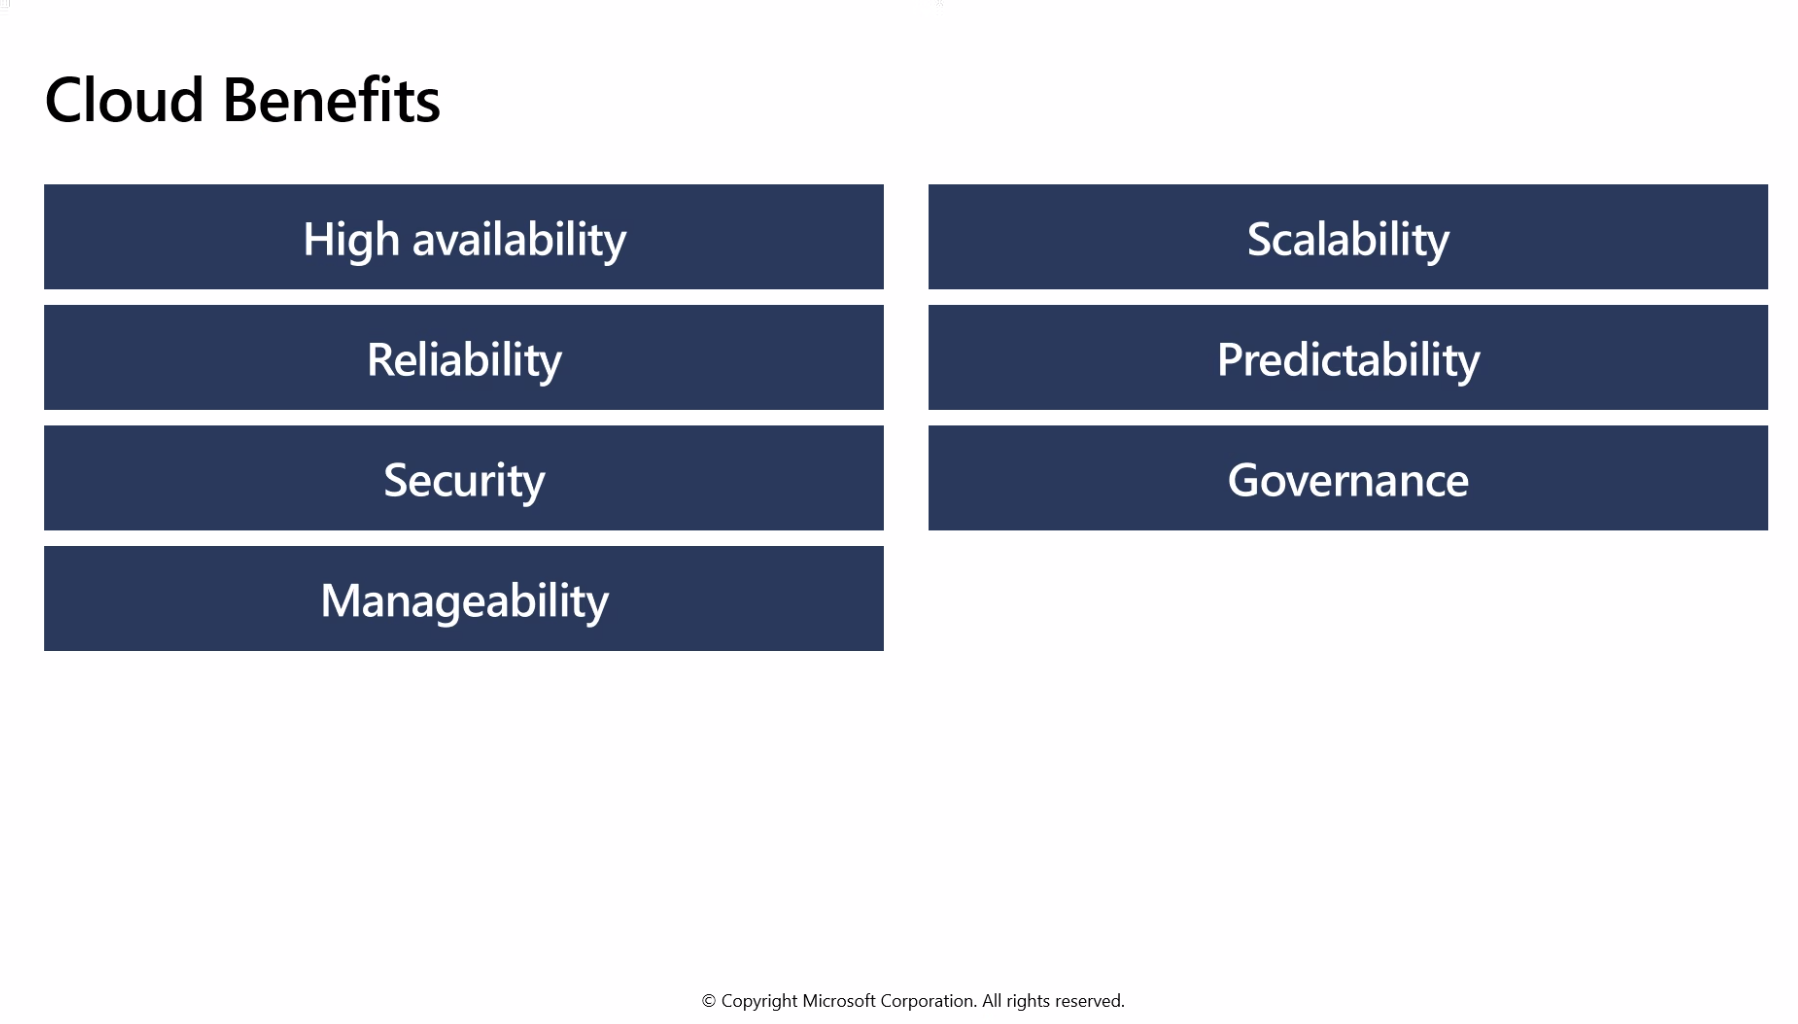 Cloud Benefits
High availability
Scalability
Reliability
Predictability
Security
Governance
Manageability
© Copyright Microsoft Corporation. All rights reserved.